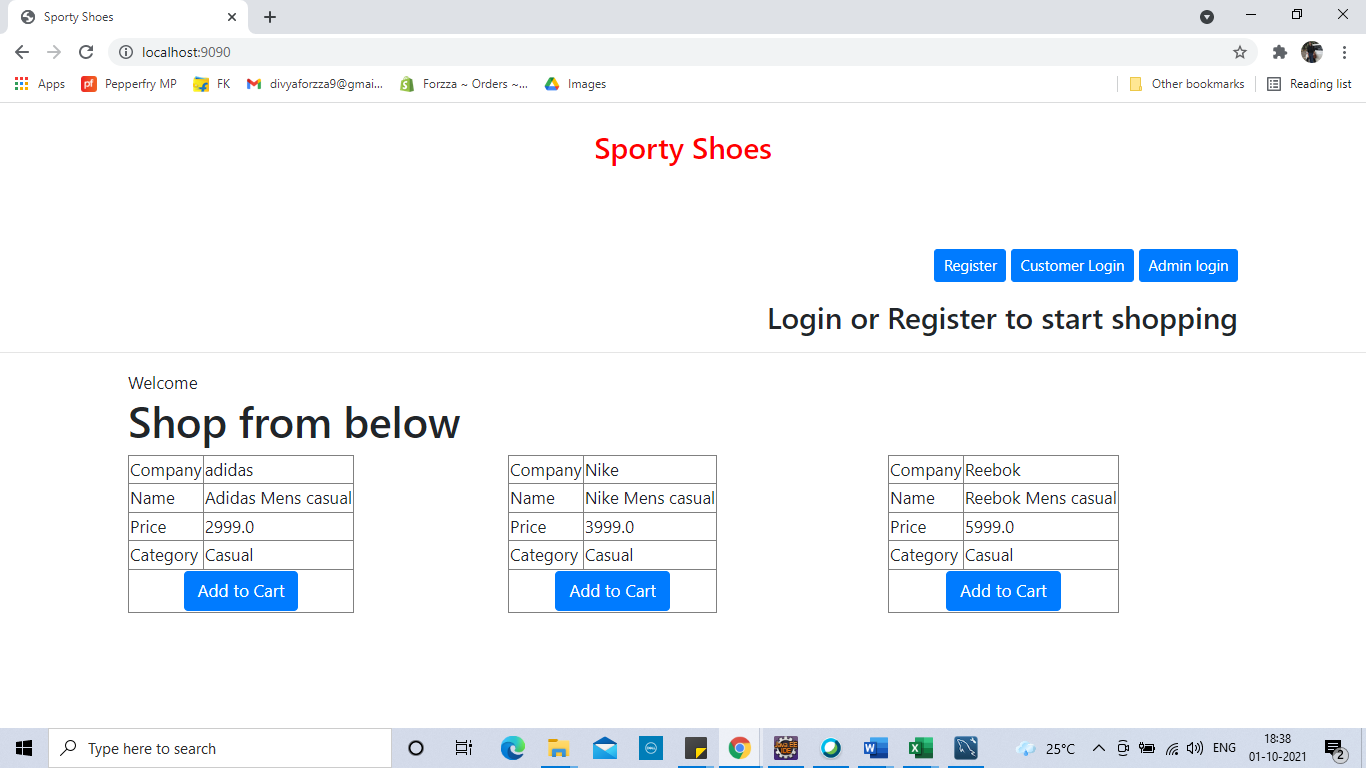 Sporty Shoes
localhost:9090
Apps Pepperfry MP FK divyaforzza9@gmai... Forzza ~ Orders ~... Images Other bookmarks Reading list
Sporty Shoes
Register Customer Login Admin login
Login or Register to start shopping
Welcome
Shop from below
Company adidas Company Nike Company Reebok
Name Adidas Mens casual Name Nike Mens casual Name Reebok Mens casual
Price 2999.0 Price 3999.0 Price 5999.0
Category Casual Category Casual Category Casual
Add to Cart Add to Cart Add to Cart
Type here to search 25°C ENG 18:38
01-10-2021 2